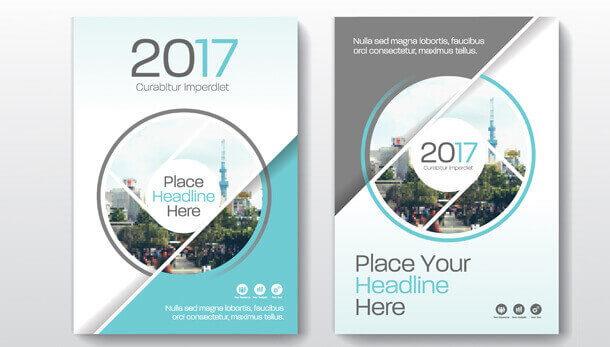 2017
Curabitur Imperdiet
Place
Headline
Here
Nulla sed magna lobortis, faucibus
orci consectetur, maximus tellus.
Nulla sed magna lobortis, faucibus
orci consectetur, maximus tellus.
2017
Curabitur Imperdiet
Place Your
Headline
Here